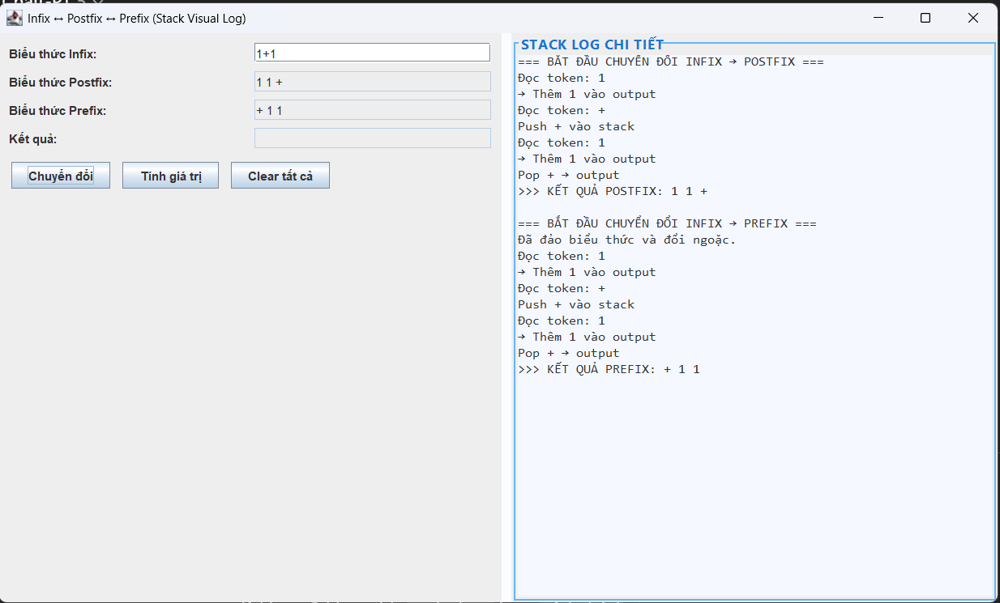 Infix ↔ Postfix ↔ Prefix (Stack Visual Log)
Biểu thức Infix:
1+1
Biểu thức Postfix:
1 1 +
Biểu thức Prefix:
+ 1 1
Kết quả:
Chuyển đổi
Tính giá trị
Clear tất cả
STACK LOG CHI TIẾT
=== BẮT ĐẦU CHUYỂN ĐỔI INFIX → POSTFIX ===
Đọc token: 1
→ Thêm 1 vào output
Đọc token: +
Push + vào stack
Đọc token: 1
→ Thêm 1 vào output
Pop + → output
>>> KẾT QUẢ POSTFIX: 1 1 +
=== BẮT ĐẦU CHUYỂN ĐỔI INFIX → PREFIX ===
Đã đảo biểu thức và đổi ngoặc.
Đọc token: 1
→ Thêm 1 vào output
Đọc token: +
Push + vào stack
Đọc token: 1
→ Thêm 1 vào output
Pop + → output
>>> KẾT QUẢ PREFIX: + 1 1